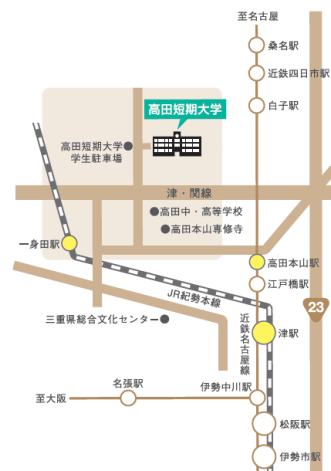 至名古屋
桑名駅
近鉄四日市駅
白子駅
高田短期大学
高田短期大学
学生駐車場
津・関線
高田中・高等学校
高田本山専修寺
一身田駅
高田本山駅
江戸橋駅
JR紀勢本線
23
三重県総合文化センター
近鉄名古屋線
津駅
名張駅
伊勢中川駅
至大阪
松阪駅
伊勢市駅